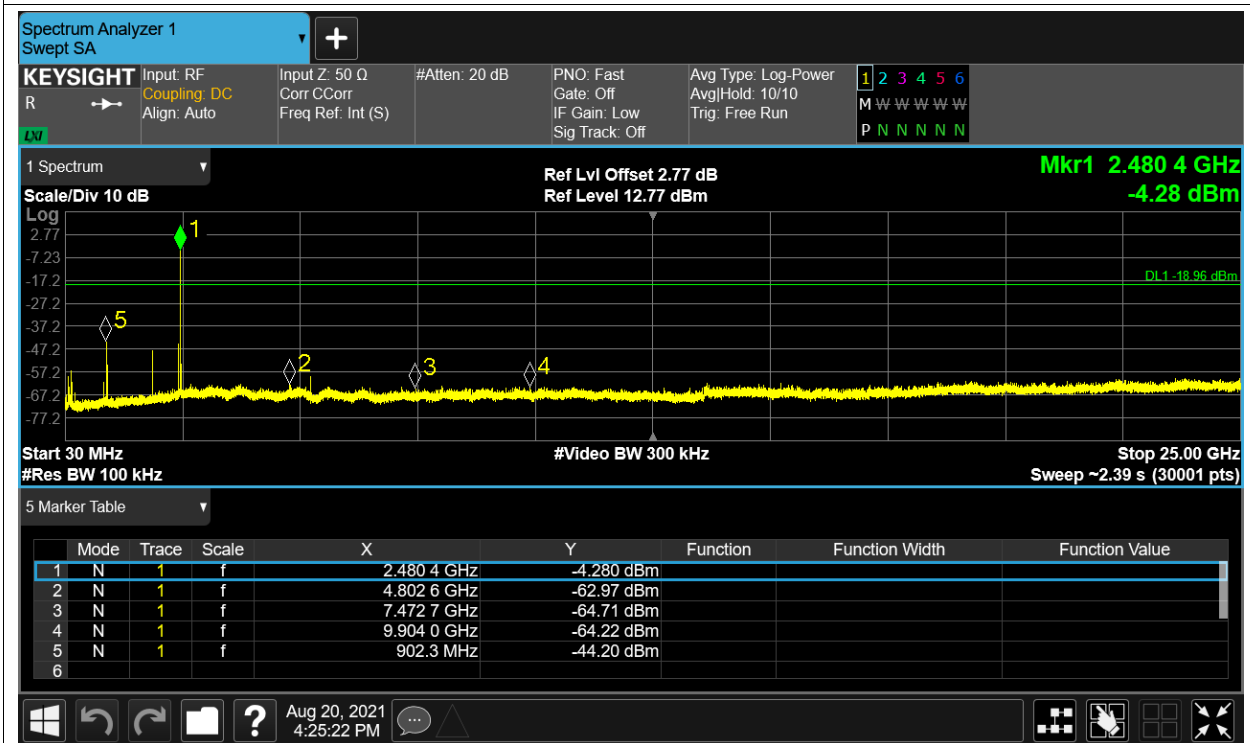 Spectrum Analyzer 1
Swept SA
+
KEYSIGHT Input: RF Input Z: 50 Ω #Atten: 20 dB PNO: Fast Avg Type: Log-Power 1 2 3 4 5 6
R Coupling: DC Corr CCorr Gate: Off Avg|Hold: 10/10 M W W W W W
Align: Auto Freq Ref: Int (S) IF Gain: Low Trig: Free Run
LXI Sig Track: Off P N N N N N
1 Spectrum Ref Lvl Offset 2.77 dB Mkr1 2.480 4 GHz
Scale/Div 10 dB Ref Level 12.77 dBm -4.28 dBm
Log
1
2.77
-7.23
-17.2 DL1 -18.96 dBm
-27.2
5
-37.2
-47.2
2 3 4
-57.2
-67.2
-77.2
Start 30 MHz #Video BW 300 kHz Stop 25.00 GHz
#Res BW 100 kHz Sweep ~2.39 s (30001 pts)
5 Marker Table
Mode Trace Scale X Y Function Function Width Function Value
1 N 1 f 2.480 4 GHz -4.280 dBm
2 N 1 f 4.802 6 GHz -62.97 dBm
3 N 1 f 7.472 7 GHz -64.71 dBm
4 N 1 f 9.904 0 GHz -64.22 dBm
5 N 1 f 902.3 MHz -44.20 dBm
6
? Aug 20, 2021
4:25:22 PM